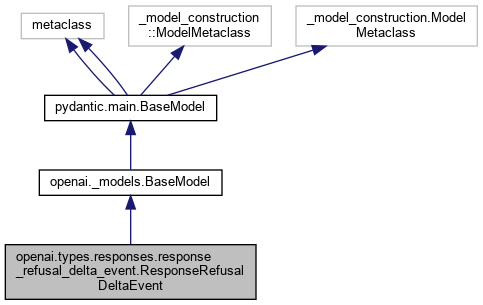 metaclass
_model_construction
::ModelMetaclass
_model_construction.Model
Metaclass
pydantic.main.BaseModel
openai._models.BaseModel
openai.types.responses.response
_refusal_delta_event.ResponseRefusal
DeltaEvent